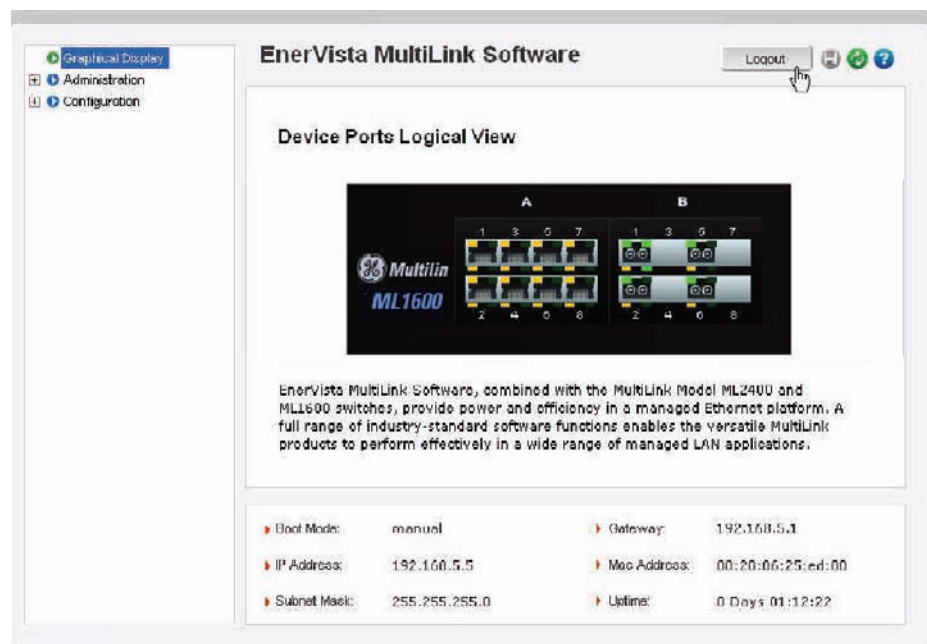 Graphical Display
Administration
Configuration
EnerVista MultiLink Software
Logout
Device Ports Logical View
A B
1 3 5 7 1 3 5 7
Multilin
ML1600
2 4 6 8 2 4 6 8
EnerVista MultiLink Software, combined with the MultiLink Model ML2400 and
ML1600 switches, provide power and efficiency in a managed Ethernet platform. A
full range of industry-standard software functions enables the versatile MultiLink
products to perform effectively in a wide range of managed LAN applications.
Boot Mode: manual Gateway: 192.168.5.1
IP Address: 192.168.5.5 Mac Address: 00:20:06:25:ed:00
Subnet Mask: 255.255.255.0 Uptime: 0 Days 01:12:22